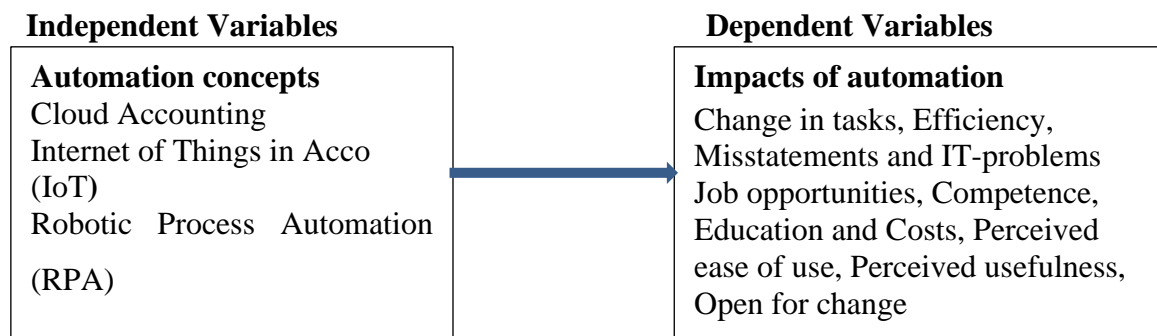 Independent Variables
Automation concepts
Cloud Accounting
Internet of Things in Acco
(IoT)
Robotic Process Automation
(RPA)
Dependent Variables
Impacts of automation
Change in tasks, Efficiency,
Misstatements and IT-problems
Job opportunities, Competence,
Education and Costs, Perceived
ease of use, Perceived usefulness,
Open for change